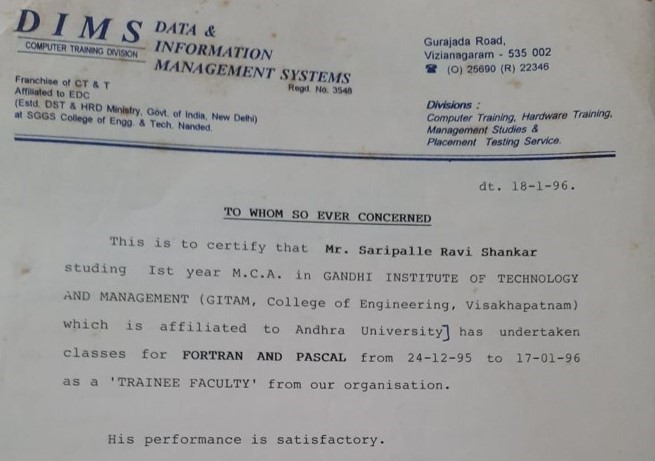 DIMS DATA &
COMPUTER TRAINING DIVISION INFORMATION
MANAGEMENT SYSTEMS
Regd. No. 3548
Franchise of CT & T
Affiliated to EDC
(Estd. DST & HRD Ministry, Govt. of India, New Delhi)
at SGGS College of Engg. & Tech. Nanded.
Gurajada Road,
Vizianagaram - 535 002
☎ (O) 25690 (R) 22346
Divisions :
Computer Training, Hardware Training,
Management Studies &
Placement Testing Service.
dt. 18-1-96.
TO WHOM SO EVER CONCERNED
This is to certify that Mr. Saripalle Ravi Shankar
studing Ist year M.C.A. in GANDHI INSTITUTE OF TECHNOLOGY
AND MANAGEMENT (GITAM, College of Engineering, Visakhapatnam)
which is affiliated to Andhra University] has undertaken
classes for FORTRAN AND PASCAL from 24-12-95 to 17-01-96
as a 'TRAINEE FACULTY' from our organisation.
His performance is satisfactory.